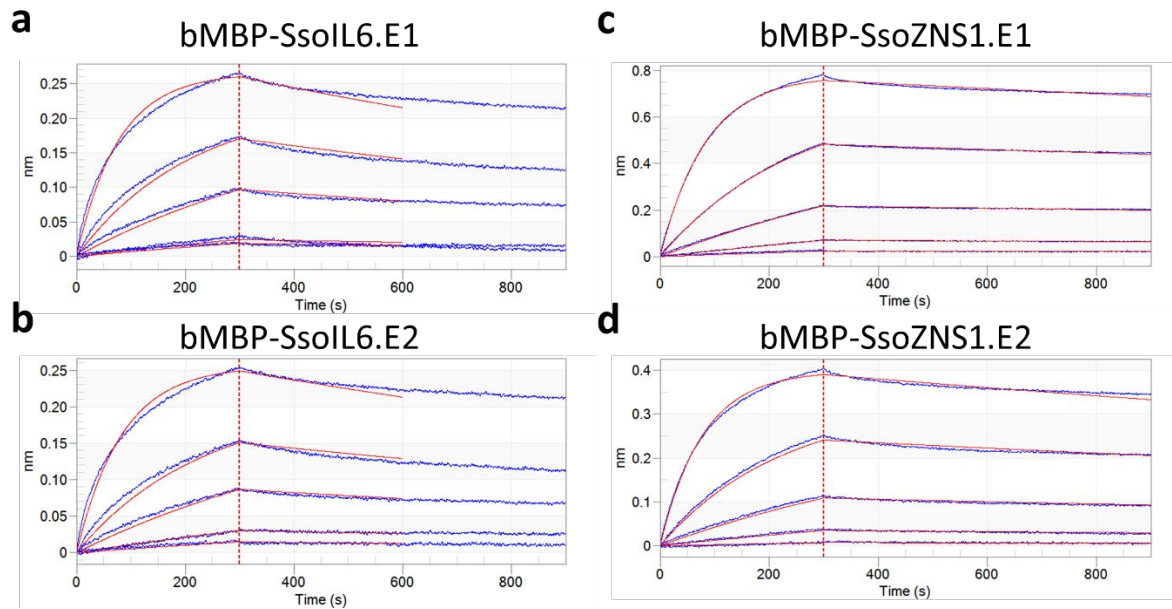 a
bMBP-SsoIL6.E1
0.25
0.20
0.15
0.10
0.05
0
nm
0 200 400 600 800
Time (s)
b
bMBP-SsoIL6.E2
0.25
0.20
0.15
0.10
0.05
0
nm
0 200 400 600 800
Time (s)
c
bMBP-SsoZNS1.E1
0.8
0.6
0.4
0.2
0
nm
0 200 400 600 800
Time (s)
d
bMBP-SsoZNS1.E2
0.4
0.3
0.2
0.1
0
nm
0 200 400 600 800
Time (s)